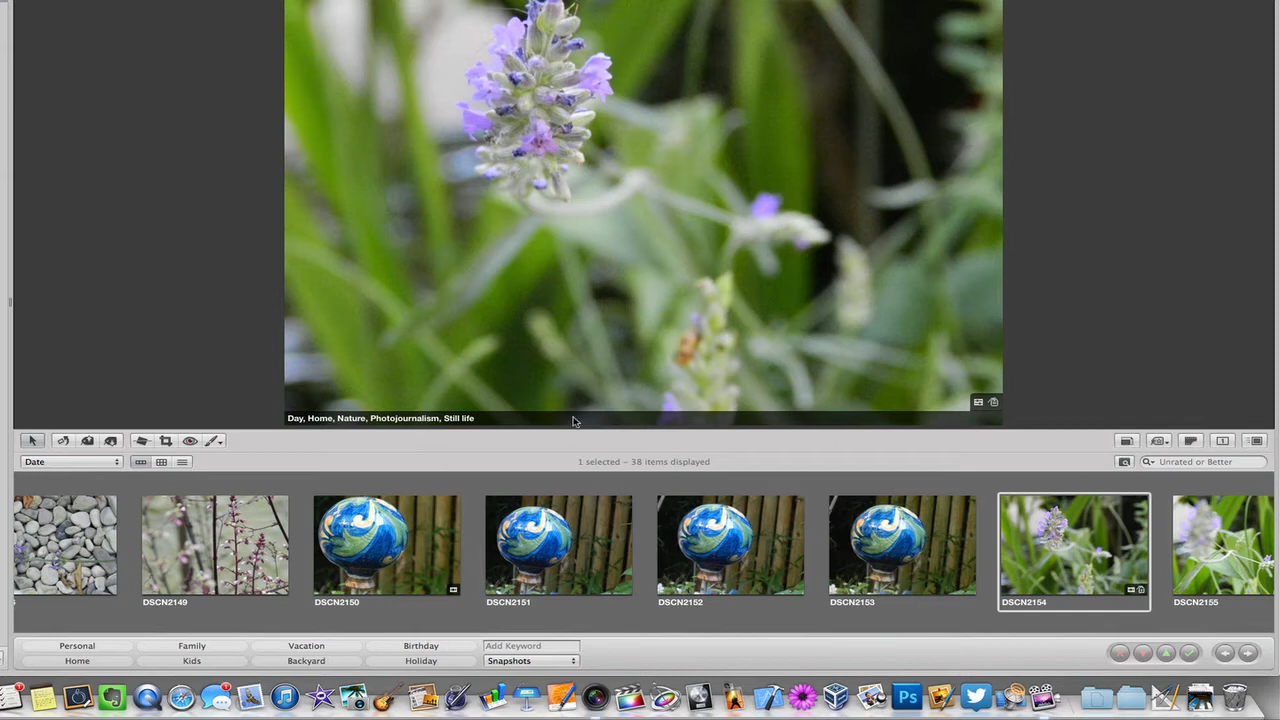 Day, Home, Nature, Photojournalism, Still life
Date
1 selected – 38 items displayed
Unrated or Better
DSCN2149
DSCN2150
DSCN2151
DSCN2152
DSCN2153
DSCN2154
DSCN2155
Personal
Family
Vacation
Birthday
Add Keyword
Home
Kids
Backyard
Holiday
Snapshots
Ps